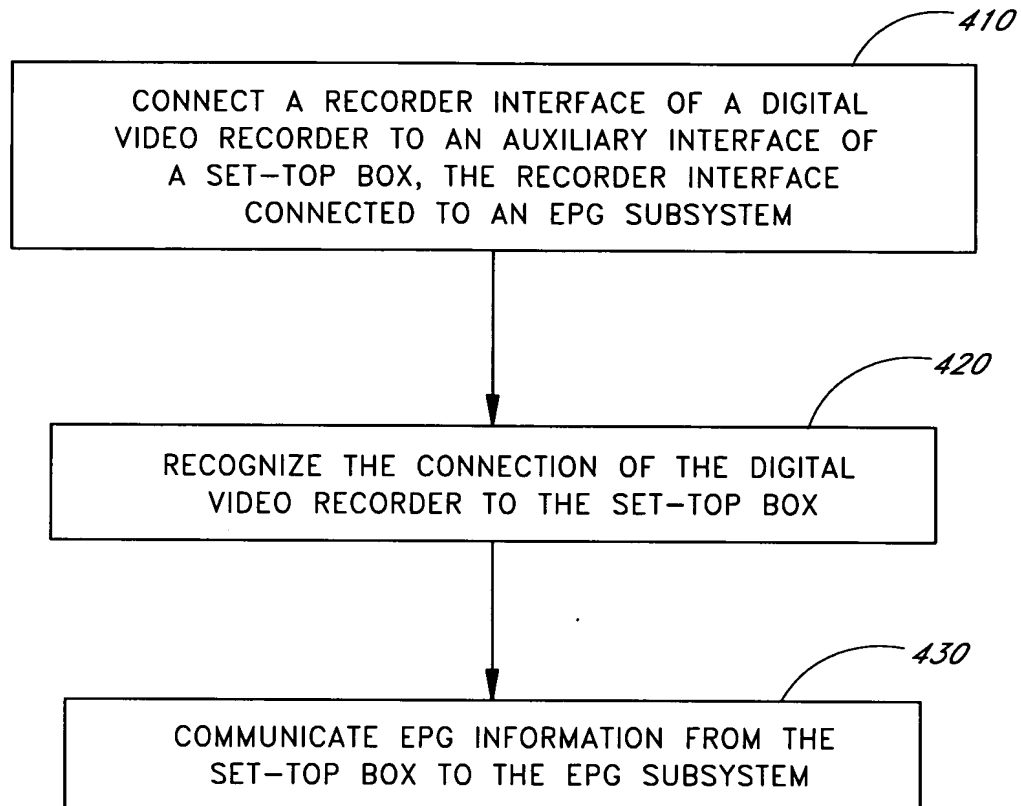 410
CONNECT A RECORDER INTERFACE OF A DIGITAL
VIDEO RECORDER TO AN AUXILIARY INTERFACE OF
A SET-TOP BOX, THE RECORDER INTERFACE
CONNECTED TO AN EPG SUBSYSTEM
420
RECOGNIZE THE CONNECTION OF THE DIGITAL
VIDEO RECORDER TO THE SET-TOP BOX
430
COMMUNICATE EPG INFORMATION FROM THE
SET-TOP BOX TO THE EPG SUBSYSTEM